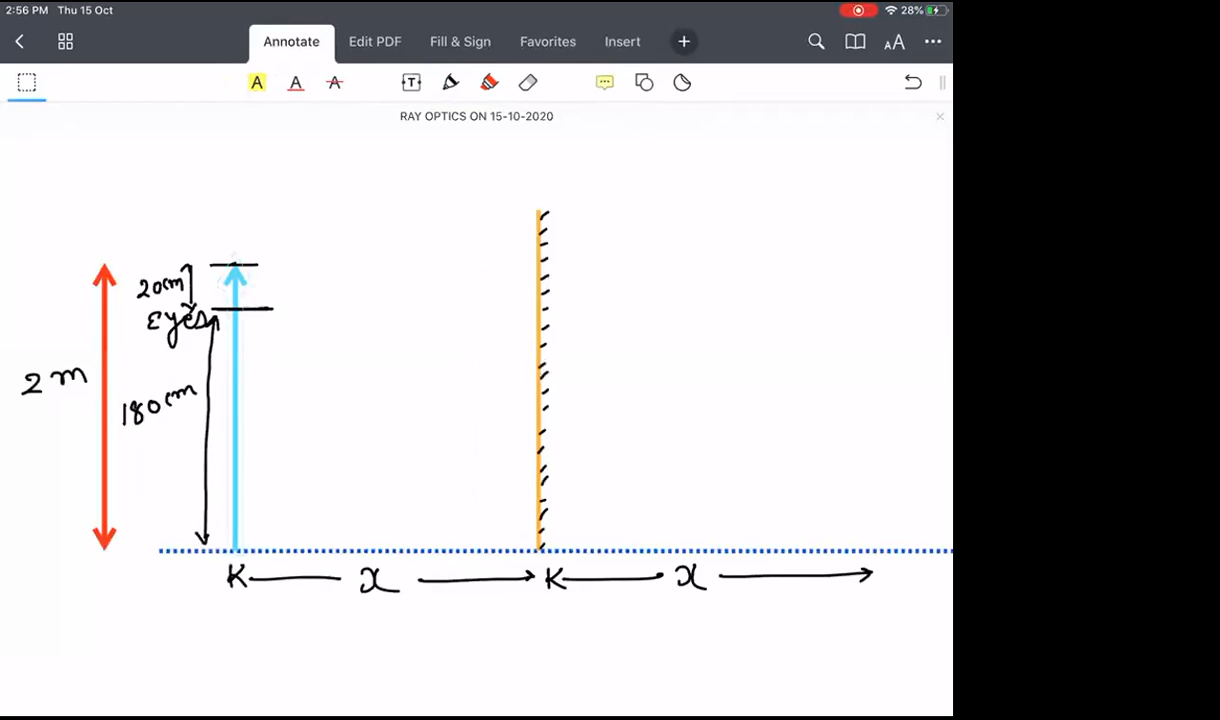 2:56 PM Thu 15 Oct 28%
Annotate Edit PDF Fill & Sign Favorites Insert
A A A T
RAY OPTICS ON 15-10-2020
20cm
Eyes
2 m
180cm
x x